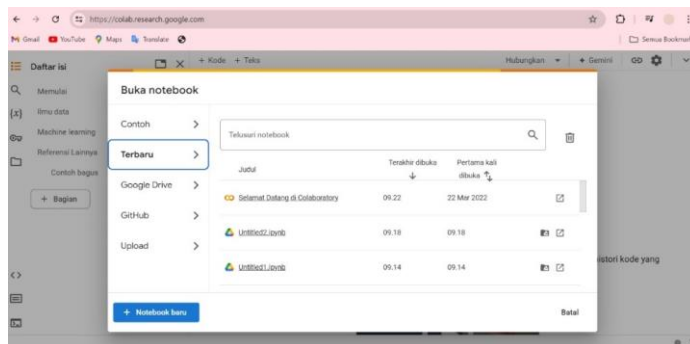 https://colab.research.google.com
Gmail YouTube Maps Translate
Semua Bookmark
Daftar isi
+ Kode + Teks
Hubungkan
Gemini
Memulai
Ilmu data
Machine learning
Referensi Lainnya
Contoh bagus
+ Bagian
Buka notebook
Contoh
Terbaru
Google Drive
GitHub
Upload
Telusuri notebook
Judul
Terakhir dibuka
Pertama kali dibuka
Selamat Datang di Colaboratory 09.22 22 Mar 2022
Untitled2.ipynb 09.18 09.18
Untitled1.ipynb 09.14 09.14
istori kode yang
+ Notebook baru
Batal